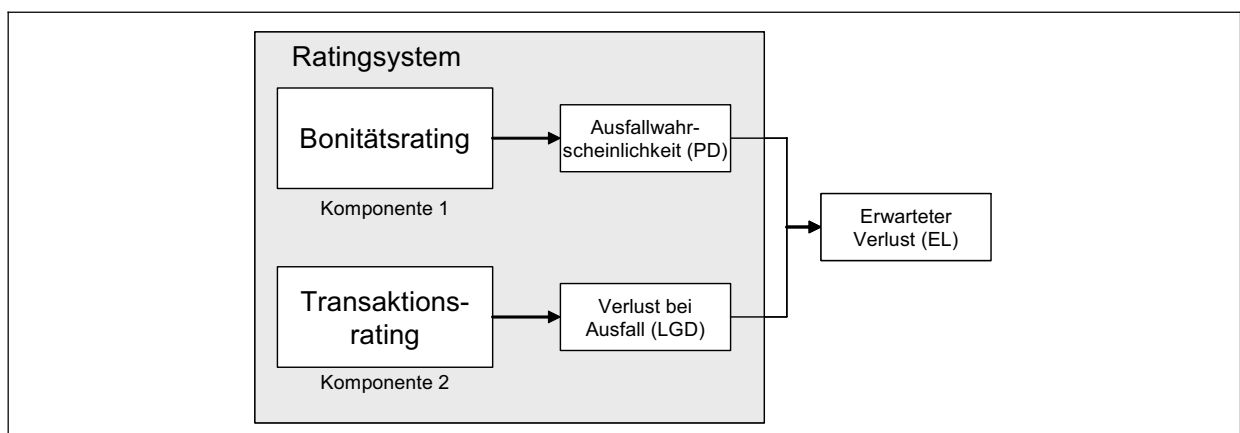 Ratingsystem
Bonitätsrating
Ausfallwahr-
scheinlichkeit (PD)
Komponente 1
Erwarteter
Verlust (EL)
Transaktions-
rating
Verlust bei
Ausfall (LGD)
Komponente 2